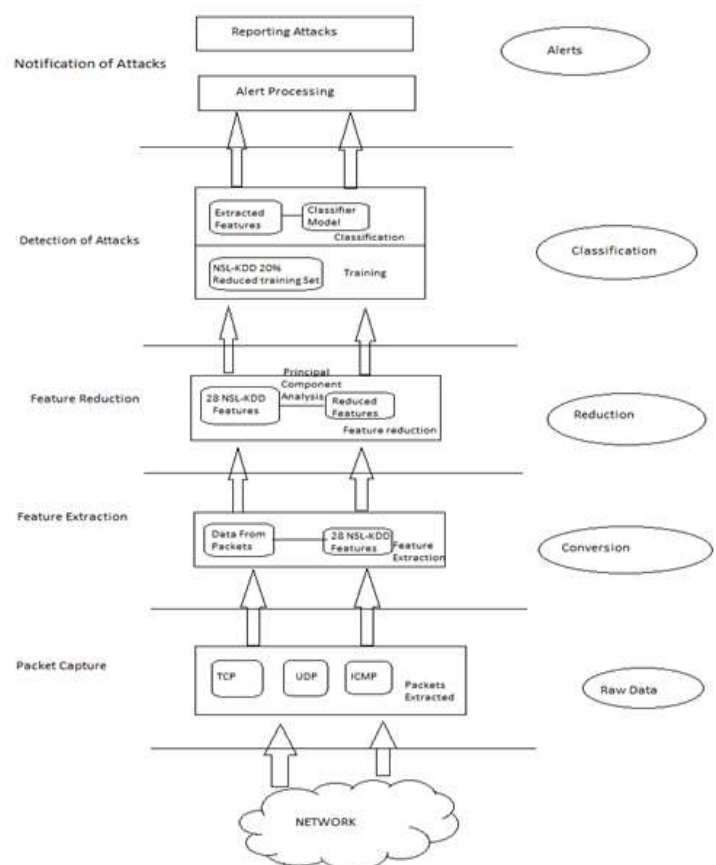 Reporting Attacks
Alerts
Notification of Attacks
Alert Processing
Extracted
Features
Classifier
Model
Classification
Detection of Attacks
Classification
NSL-KDD 20%
Reduced training Set
Training
Principal
Component
Analysis
Feature Reduction
28 NSL-KDD
Features
Reduced
Features
Feature reduction
Reduction
Feature Extraction
Data From
Packets
28 NSL-KDD
Features
Feature
Extraction
Conversion
Packet Capture
TCP
UDP
ICMP
Packets
Extracted
Raw Data
NETWORK